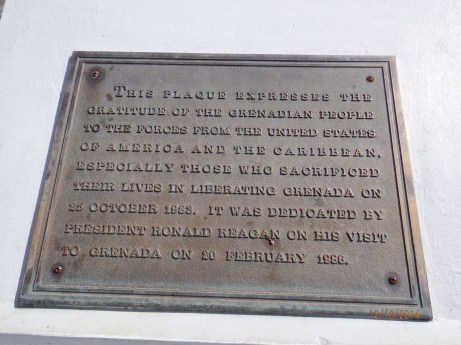 THIS PLAQUE EXPRESSES THE
GRATITUDE OF THE GRENADIAN PEOPLE
TO THE FORCES FROM THE UNITED STATES
OF AMERICA AND THE CARIBBEAN,
ESPECIALLY THOSE WHO SACRIFICED
THEIR LIVES IN LIBERATING GRENADA ON
25 OCTOBER 1983. IT WAS DEDICATED BY
PRESIDENT RONALD REAGAN ON HIS VISIT
TO GRENADA ON 20 FEBRUARY 1986.